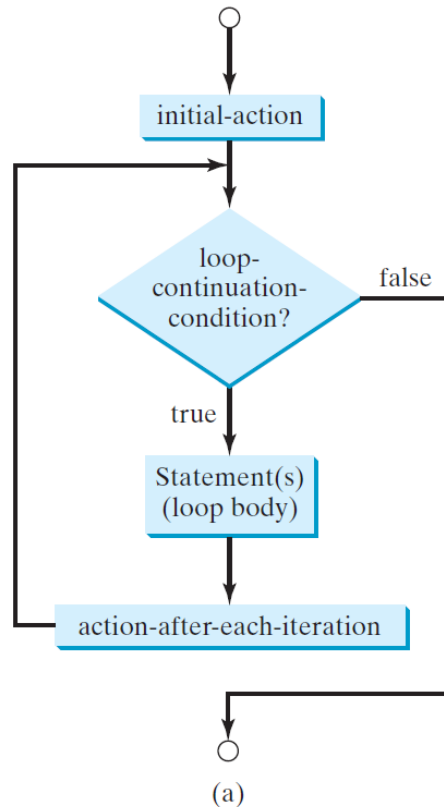 initial-action
loop-
continuation-
condition?
false
true
Statement(s)
(loop body)
action-after-each-iteration
(a)